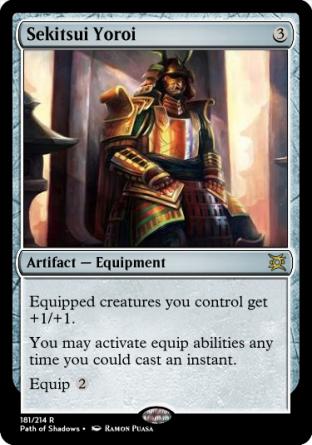 Sekitsui Yoroi 3
Artifact — Equipment
Equipped creatures you control get
+1/+1.
You may activate equip abilities any
time you could cast an instant.
Equip 2
181/214 R
Path of Shadows • Ramon Puasa